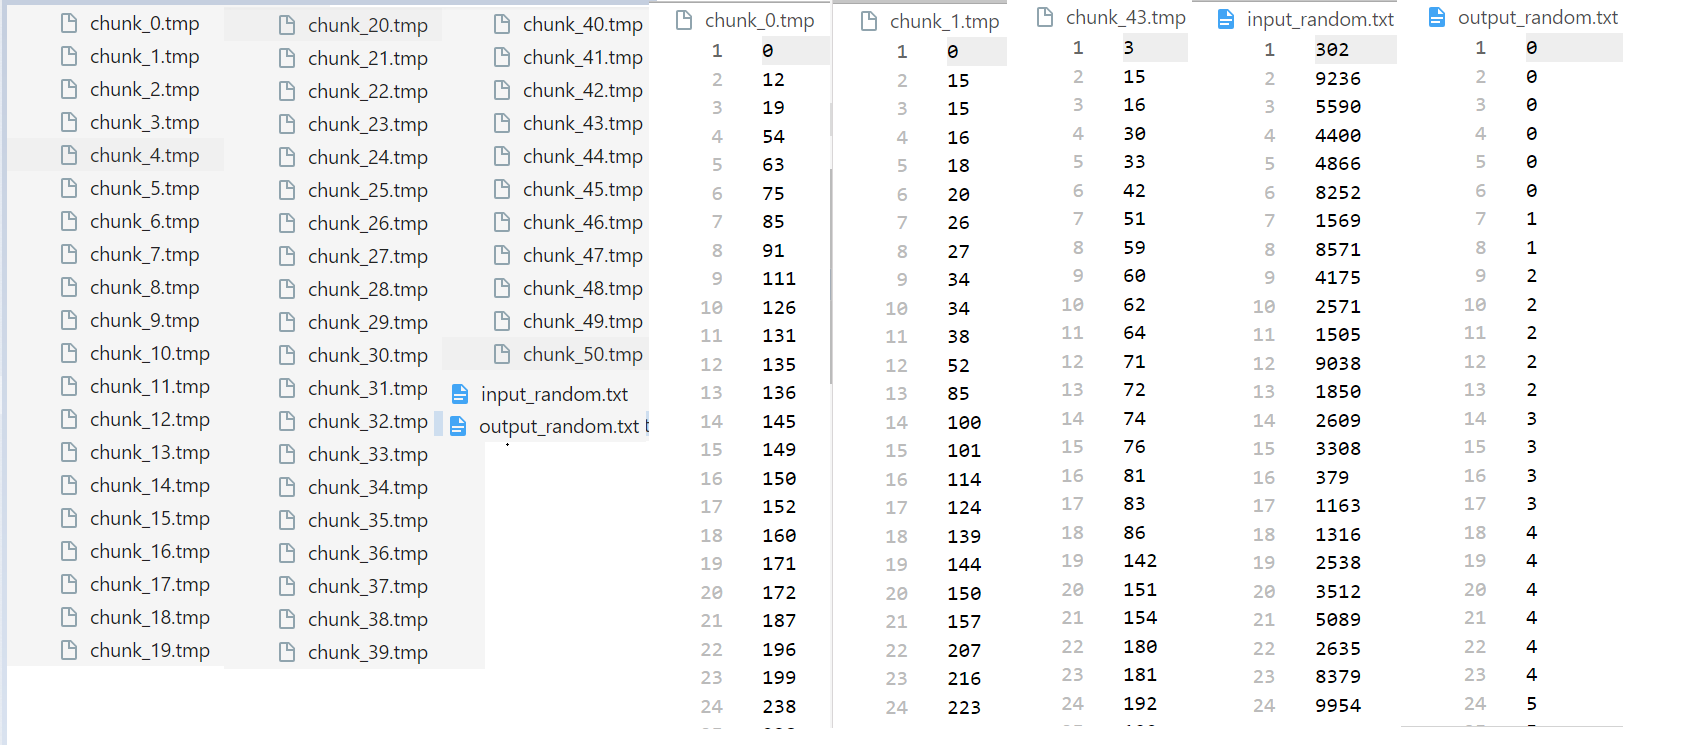 chunk_0.tmp
chunk_1.tmp
chunk_2.tmp
chunk_3.tmp
chunk_4.tmp
chunk_5.tmp
chunk_6.tmp
chunk_7.tmp
chunk_8.tmp
chunk_9.tmp
chunk_10.tmp
chunk_11.tmp
chunk_12.tmp
chunk_13.tmp
chunk_14.tmp
chunk_15.tmp
chunk_16.tmp
chunk_17.tmp
chunk_18.tmp
chunk_19.tmp
chunk_20.tmp
chunk_21.tmp
chunk_22.tmp
chunk_23.tmp
chunk_24.tmp
chunk_25.tmp
chunk_26.tmp
chunk_27.tmp
chunk_28.tmp
chunk_29.tmp
chunk_30.tmp
chunk_31.tmp
chunk_32.tmp
chunk_33.tmp
chunk_34.tmp
chunk_35.tmp
chunk_36.tmp
chunk_37.tmp
chunk_38.tmp
chunk_39.tmp
chunk_40.tmp
chunk_41.tmp
chunk_42.tmp
chunk_43.tmp
chunk_44.tmp
chunk_45.tmp
chunk_46.tmp
chunk_47.tmp
chunk_48.tmp
chunk_49.tmp
chunk_50.tmp
input_random.txt
output_random.txt t
chunk_0.tmp
1 0
2 12
3 19
4 54
5 63
6 75
7 85
8 91
9 111
10 126
11 131
12 135
13 136
14 145
15 149
16 150
17 152
18 160
19 171
20 172
21 187
22 196
23 199
24 238
chunk_1.tmp
1 0
2 15
3 15
4 16
5 18
6 20
7 26
8 27
9 34
10 34
11 38
12 52
13 85
14 100
15 101
16 114
17 124
18 139
19 144
20 150
21 157
22 207
23 216
24 223
chunk_43.tmp
1 3
2 15
3 16
4 30
5 33
6 42
7 51
8 59
9 60
10 62
11 64
12 71
13 72
14 74
15 76
16 81
17 83
18 86
19 142
20 151
21 154
22 180
23 181
24 192
input_random.txt
1 302
2 9236
3 5590
4 4400
5 4866
6 8252
7 1569
8 8571
9 4175
10 2571
11 1505
12 9038
13 1850
14 2609
15 3308
16 379
17 1163
18 1316
19 2538
20 3512
21 5089
22 2635
23 8379
24 9954
output_random.txt
1 0
2 0
3 0
4 0
5 0
6 0
7 1
8 1
9 2
10 2
11 2
12 2
13 2
14 3
15 3
16 3
17 3
18 4
19 4
20 4
21 4
22 4
23 4
24 5